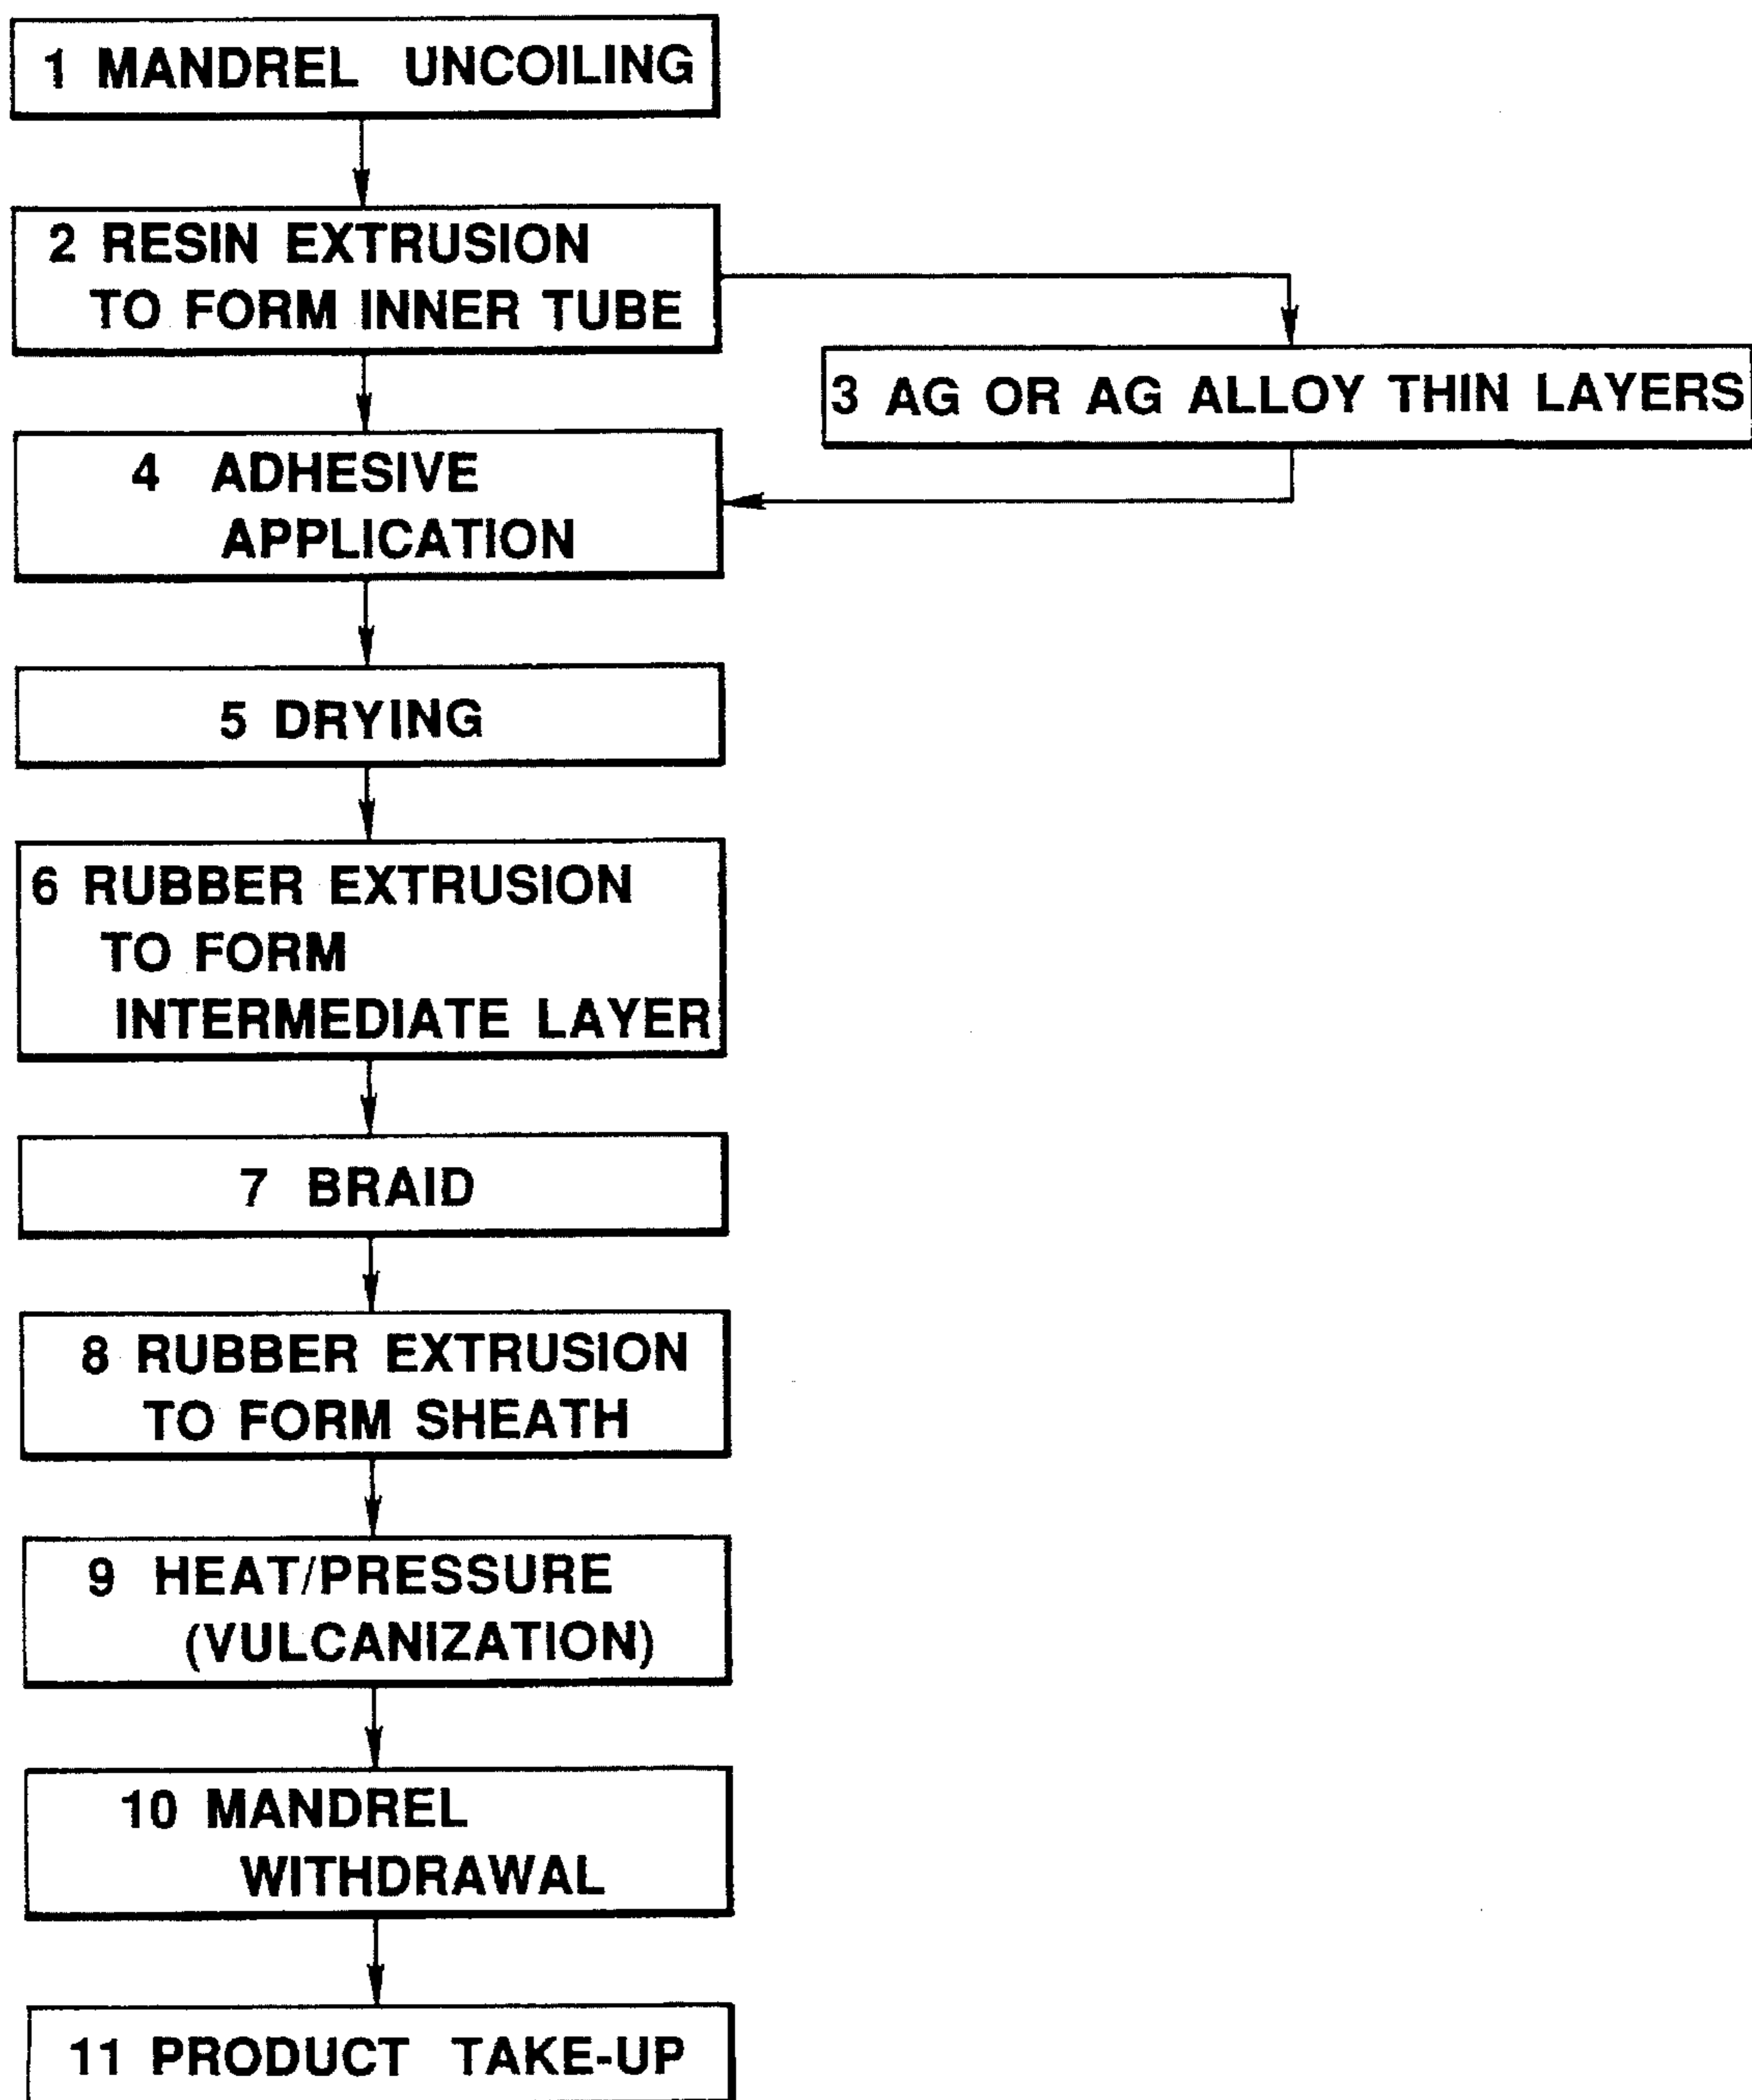 1 MANDREL UNCOILING
2 RESIN EXTRUSION
TO FORM INNER TUBE
3 AG OR AG ALLOY THIN LAYERS
4 ADHESIVE
APPLICATION
5 DRYING
6 RUBBER EXTRUSION
TO FORM
INTERMEDIATE LAYER
7 BRAID
8 RUBBER EXTRUSION
TO FORM SHEATH
9 HEAT/PRESSURE
(VULCANIZATION)
10 MANDREL
WITHDRAWAL
11 PRODUCT TAKE-UP